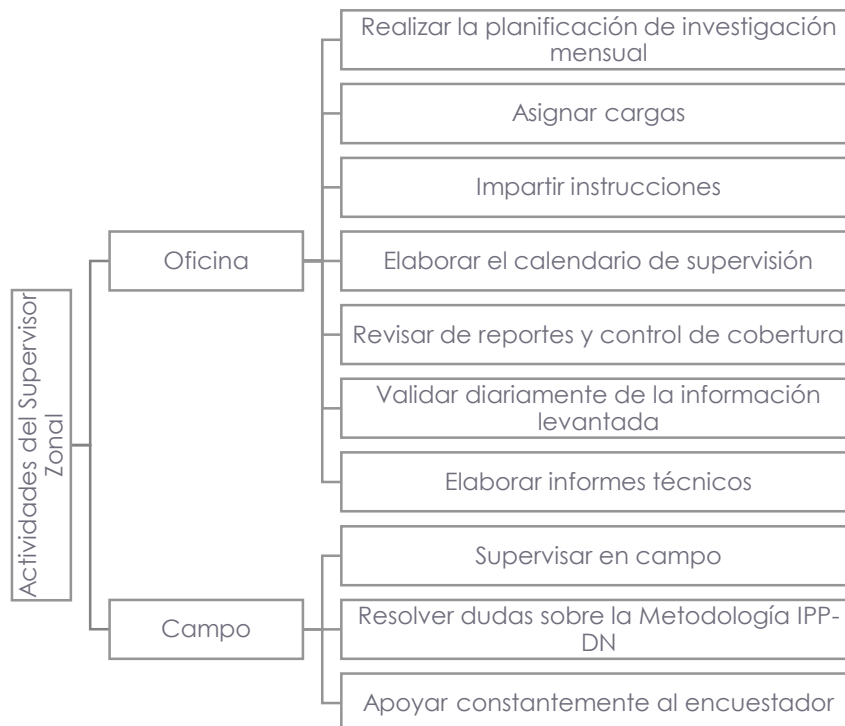 Actividades del Supervisor
Zonal
Oficina
Realizar la planificación de investigación
mensual
Asignar cargas
Impartir instrucciones
Elaborar el calendario de supervisión
Revisar de reportes y control de cobertura
Validar diariamente de la información
levantada
Elaborar informes técnicos
Campo
Supervisar en campo
Resolver dudas sobre la Metodología IPP-
DN
Apoyar constantemente al encuestador